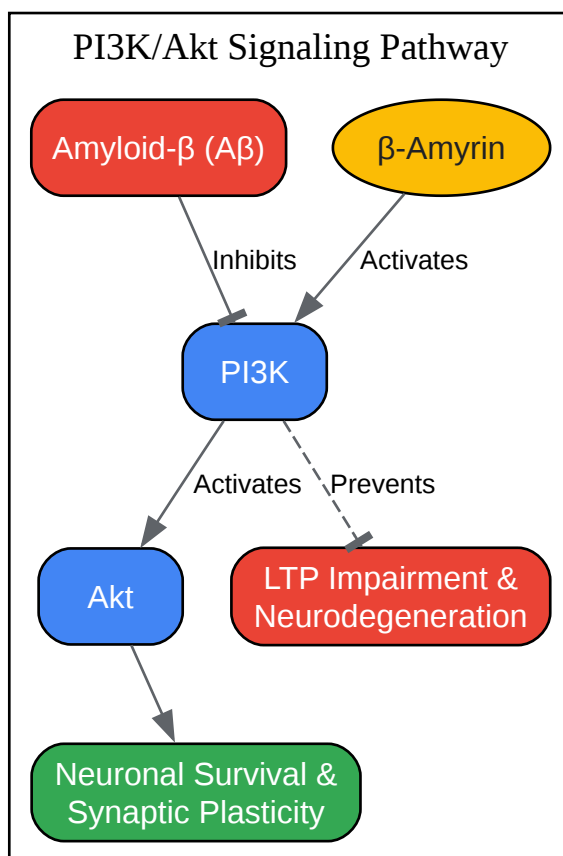 PI3K/Akt Signaling Pathway
Amyloid-β (Aβ)
β-Amyrin
Inhibits
Activates
PI3K
Activates
Prevents
Akt
LTP Impairment &
Neurodegeneration
Neuronal Survival &
Synaptic Plasticity